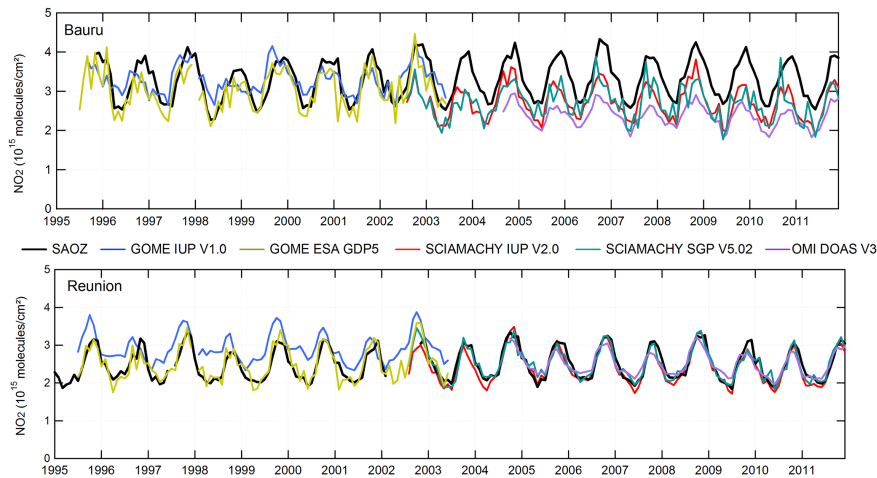 5
Bauru
4
3
2
1
0
NO2 (10^15 molecules/cm²)
1995 1996 1997 1998 1999 2000 2001 2002 2003 2004 2005 2006 2007 2008 2009 2010 2011
SAOZ GOME IUP V1.0 GOME ESA GDP5 SCIAMACHY IUP V2.0 SCIAMACHY SGP V5.02 OMI DOAS V3
5
Reunion
4
3
2
1
0
NO2 (10^15 molecules/cm²)
1995 1996 1997 1998 1999 2000 2001 2002 2003 2004 2005 2006 2007 2008 2009 2010 2011